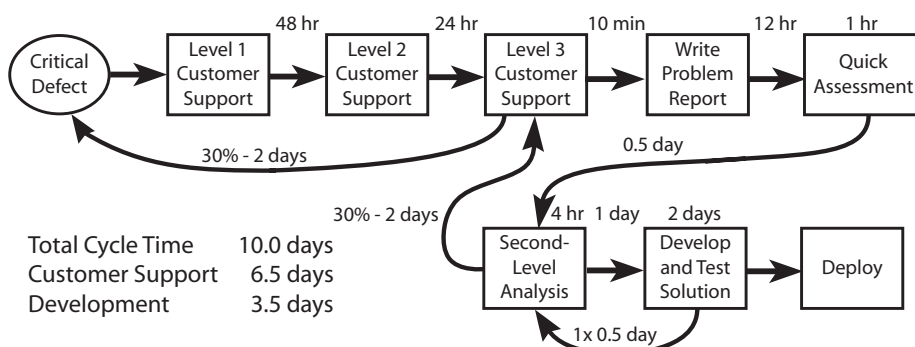 48 hr
24 hr
10 min
12 hr
1 hr
Critical
Defect
Level 1
Customer
Support
Level 2
Customer
Support
Level 3
Customer
Support
Write
Problem
Report
Quick
Assessment
30% - 2 days
0.5 day
30% - 2 days
4 hr
1 day
2 days
Total Cycle Time 10.0 days
Customer Support 6.5 days
Development 3.5 days
Second-
Level
Analysis
Develop
and Test
Solution
Deploy
1x 0.5 day